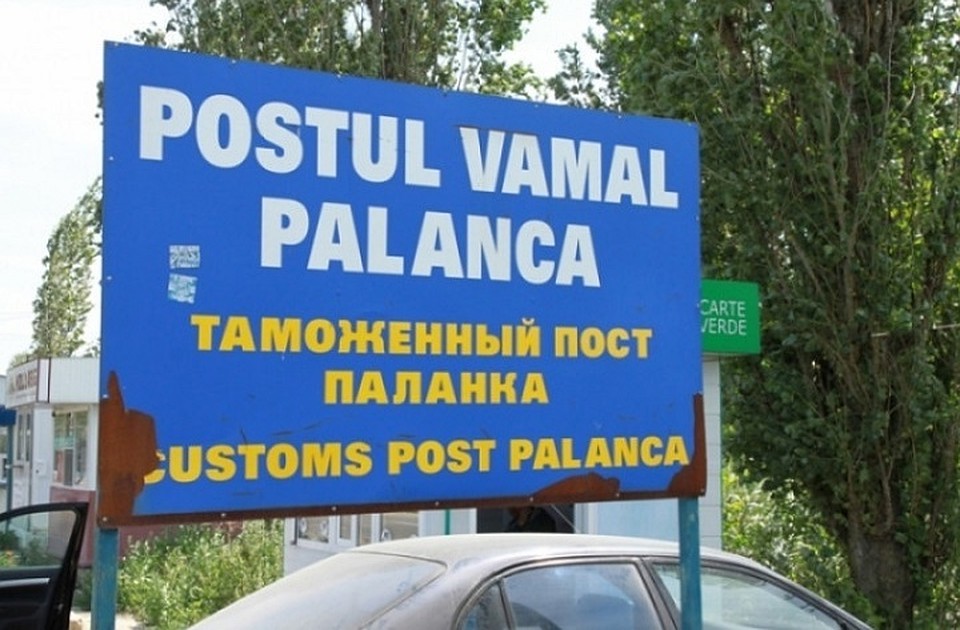 POSTUL VAMAL
PALANCA
ТАМОЖЕННЫЙ ПОСТ
ПАЛАНКА
CUSTOMS POST PALANCA
CARTE
VERDE